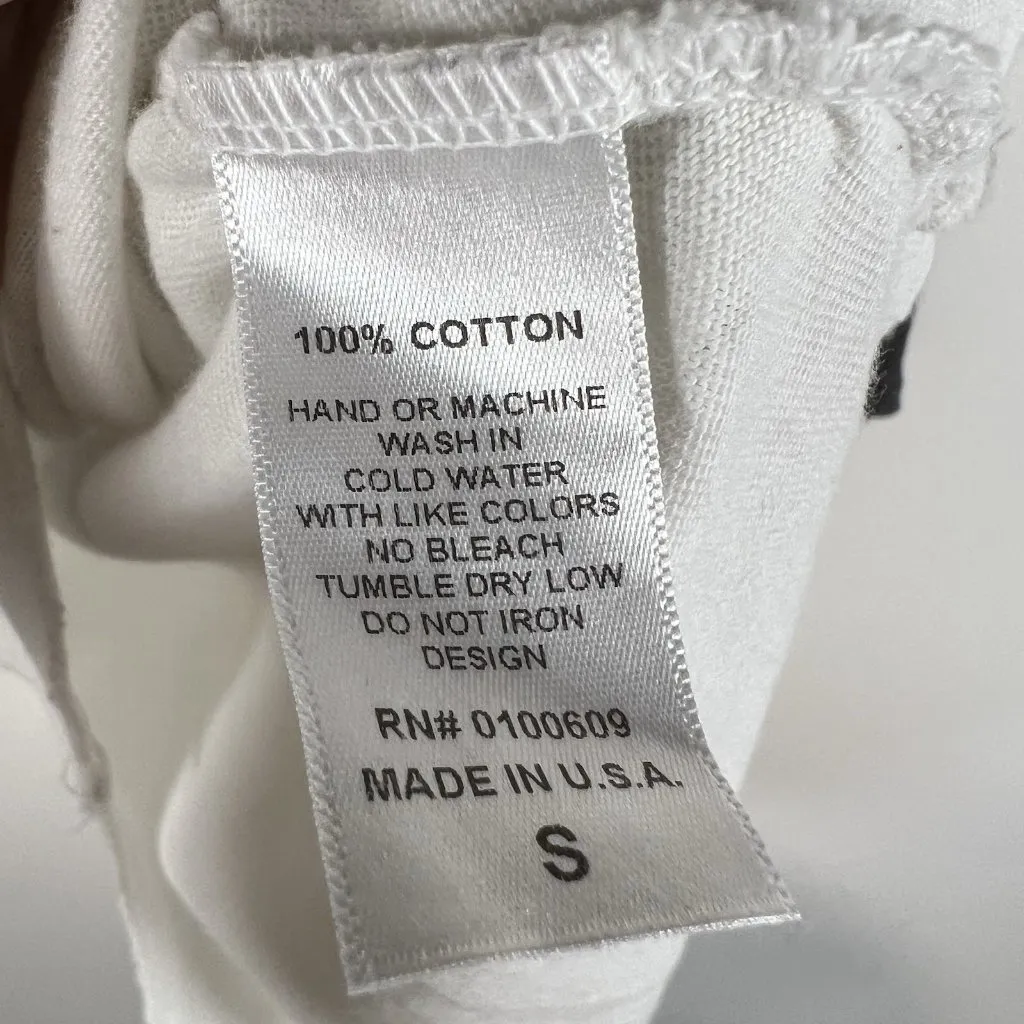 100% COTTON
HAND OR MACHINE
WASH IN
COLD WATER
WITH LIKE COLORS
NO BLEACH
TUMBLE DRY LOW
DO NOT IRON
DESIGN
RN# 0100609
MADE IN U.S.A.
S